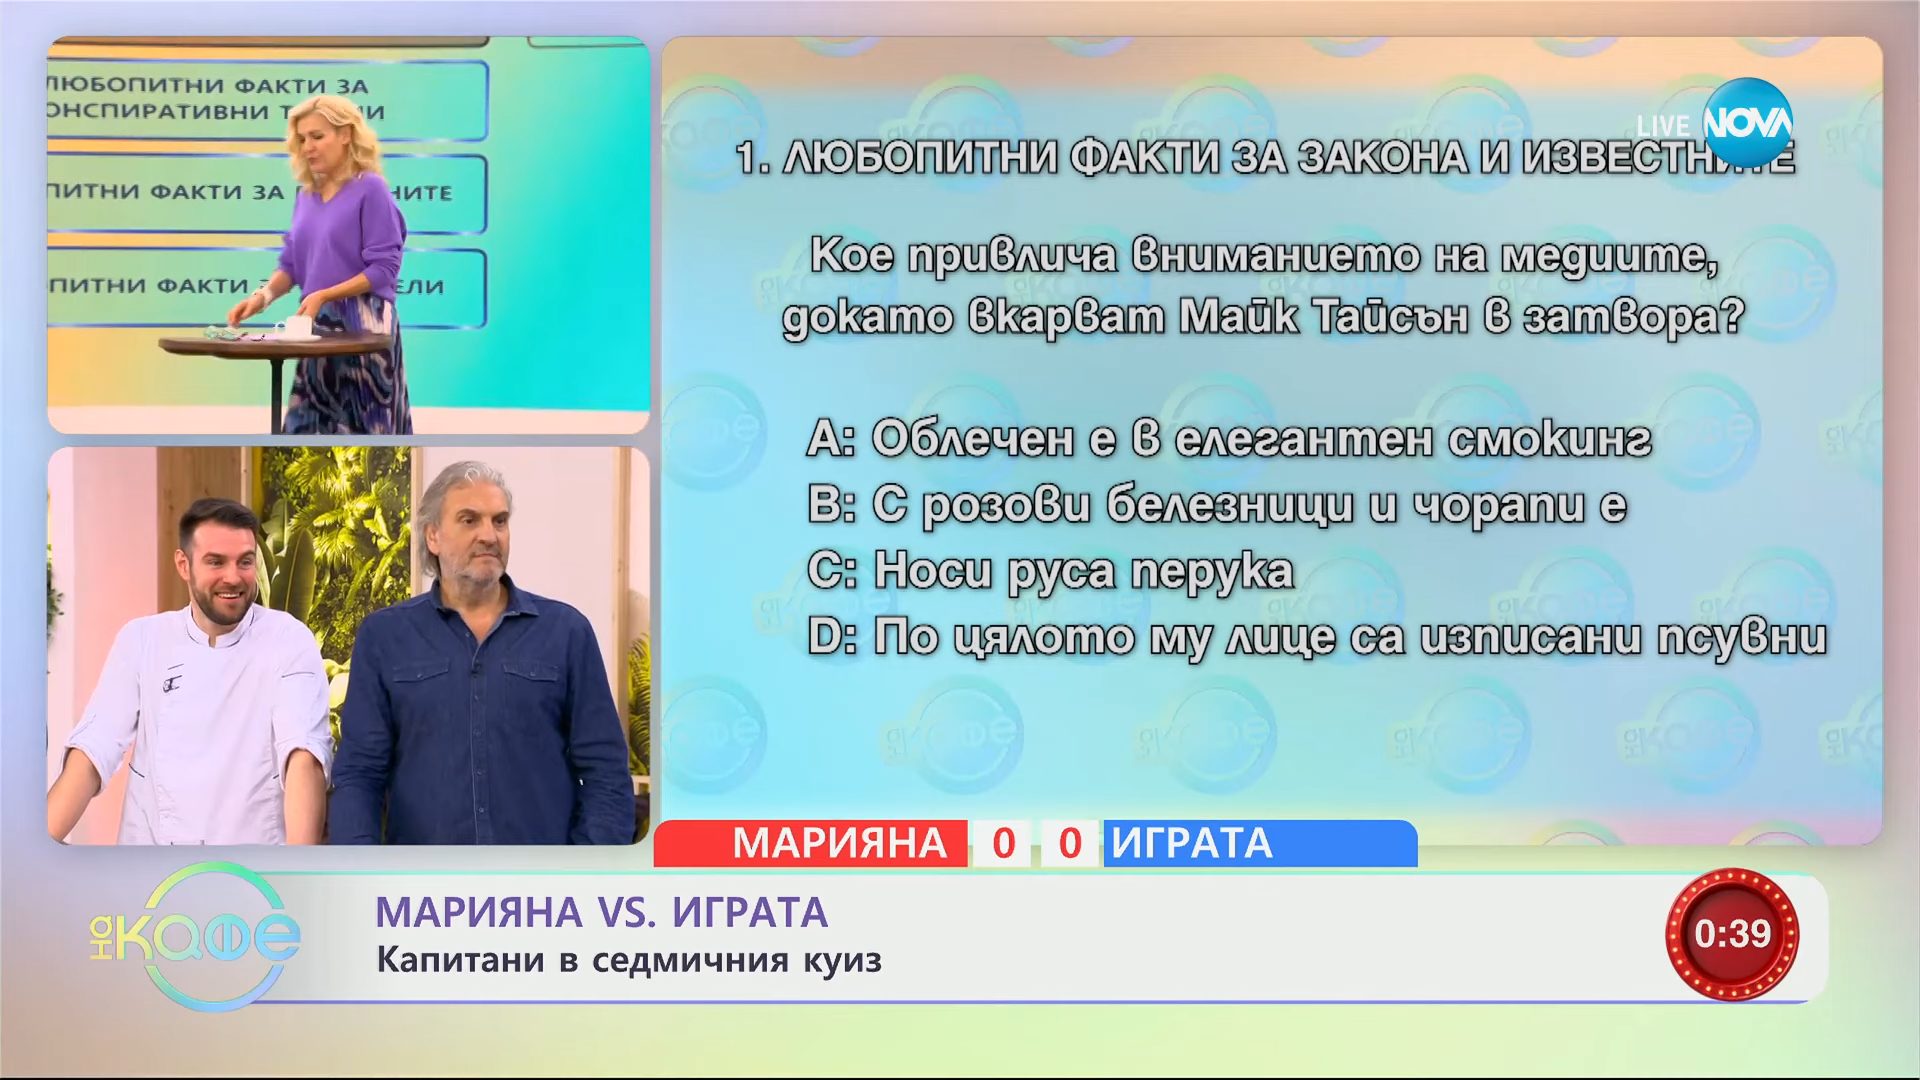 ЛЮБОПИТНИ ФАКТИ ЗА
ОНСПИРАТИВНИ
ПИТНИ ФАКТИ ЗА
ПИТНИ ФАКТИ
LIVE NOVA
1. ЛЮБОПИТНИ ФАКТИ ЗА ЗАКОНА И ИЗВЕСТНИТЕ
Кое привлича вниманието на медиите,
докато вкарват Майк Тайсън в затвора?
A: Облечен е в елегантен смокинг
B: С розови белезници и чорапи е
C: Носи руса перука
D: По цялото му лице са изписани псувни
МАРИЯНА 0 0 ИГРАТА
НА КАФЕ
МАРИЯНА VS. ИГРАТА
Капитани в седмичния куиз
0:39